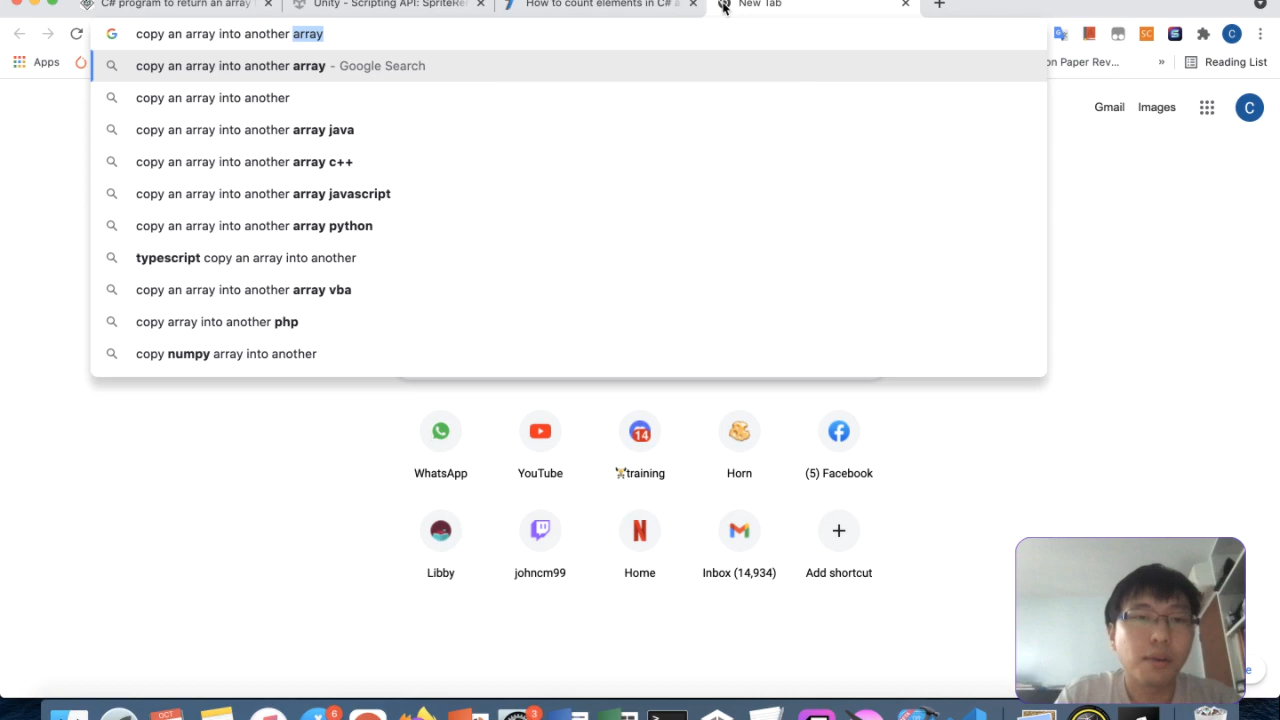 C# program to return an array
Unity - Scripting API: SpriteRe
How to count elements in C# a
New Tab
copy an array into another array
Apps
on Paper Rev...
»
Reading List
copy an array into another array - Google Search
copy an array into another
Gmail
Images
C
copy an array into another array java
copy an array into another array c++
copy an array into another array javascript
copy an array into another array python
typescript copy an array into another
copy an array into another array vba
copy array into another php
copy numpy array into another
14
WhatsApp
YouTube
🏋training
Horn
(5) Facebook
Libby
johncm99
Home
Inbox (14,934)
Add shortcut
e
OCT
6
3